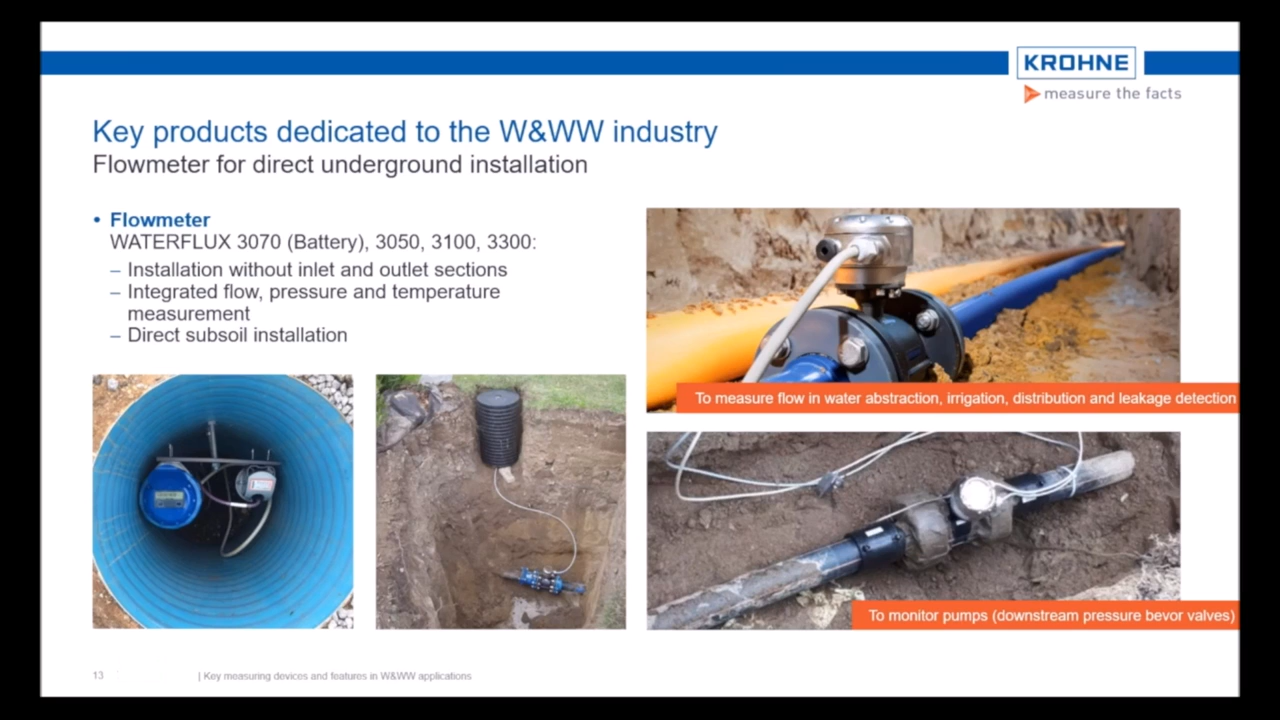 KROHNE
measure the facts
Key products dedicated to the W&WW industry
Flowmeter for direct underground installation
• Flowmeter
WATERFLUX 3070 (Battery), 3050, 3100, 3300:
– Installation without inlet and outlet sections
– Integrated flow, pressure and temperature
measurement
– Direct subsoil installation
To measure flow in water abstraction, irrigation, distribution and leakage detection
To monitor pumps (downstream pressure bevor valves)
13 | Key measuring devices and features in W&WW applications